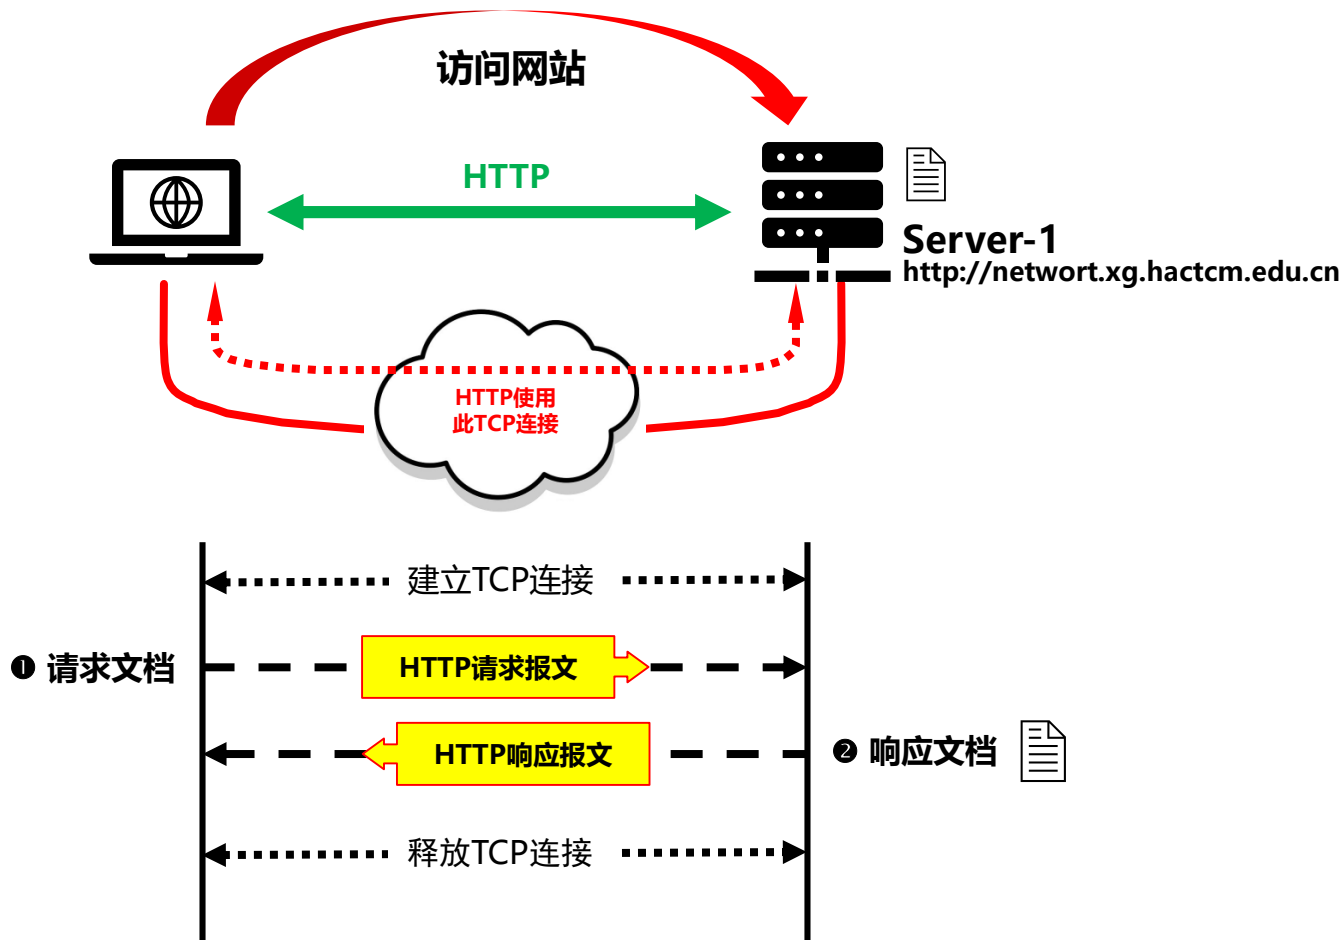 访问网站
HTTP
Server-1
http://networt.xg.hactcm.edu.cn
HTTP使用
此TCP连接
建立TCP连接
❶ 请求文档
HTTP请求报文
HTTP响应报文
❷ 响应文档
释放TCP连接